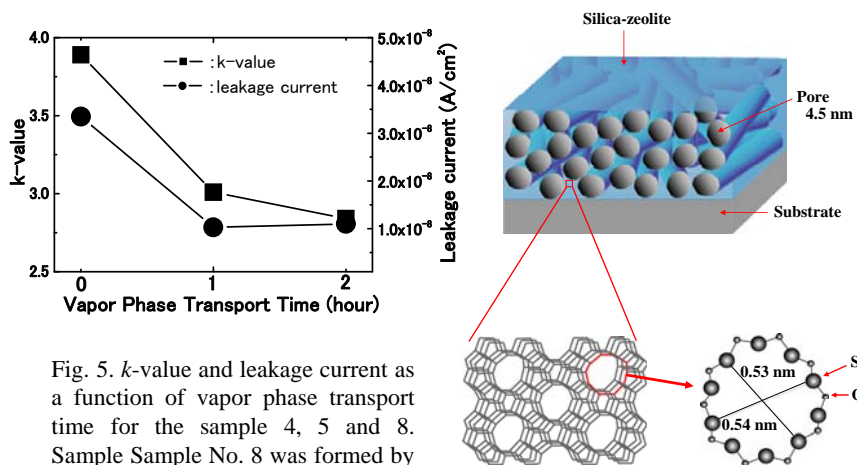 4.0
3.5
3.0
2.5
k-value
:k-value
:leakage current
5.0x10-8
4.0x10-8
3.0x10-8
2.0x10-8
1.0x10-8
Leakage current (A/cm2)
0 1 2
Vapor Phase Transport Time (hour)
Fig. 5. k-value and leakage current as
a function of vapor phase transport
time for the sample 4, 5 and 8.
Sample Sample No. 8 was formed by
Silica-zeolite
Pore
4.5 nm
Substrate
0.53 nm
0.54 nm
S
O